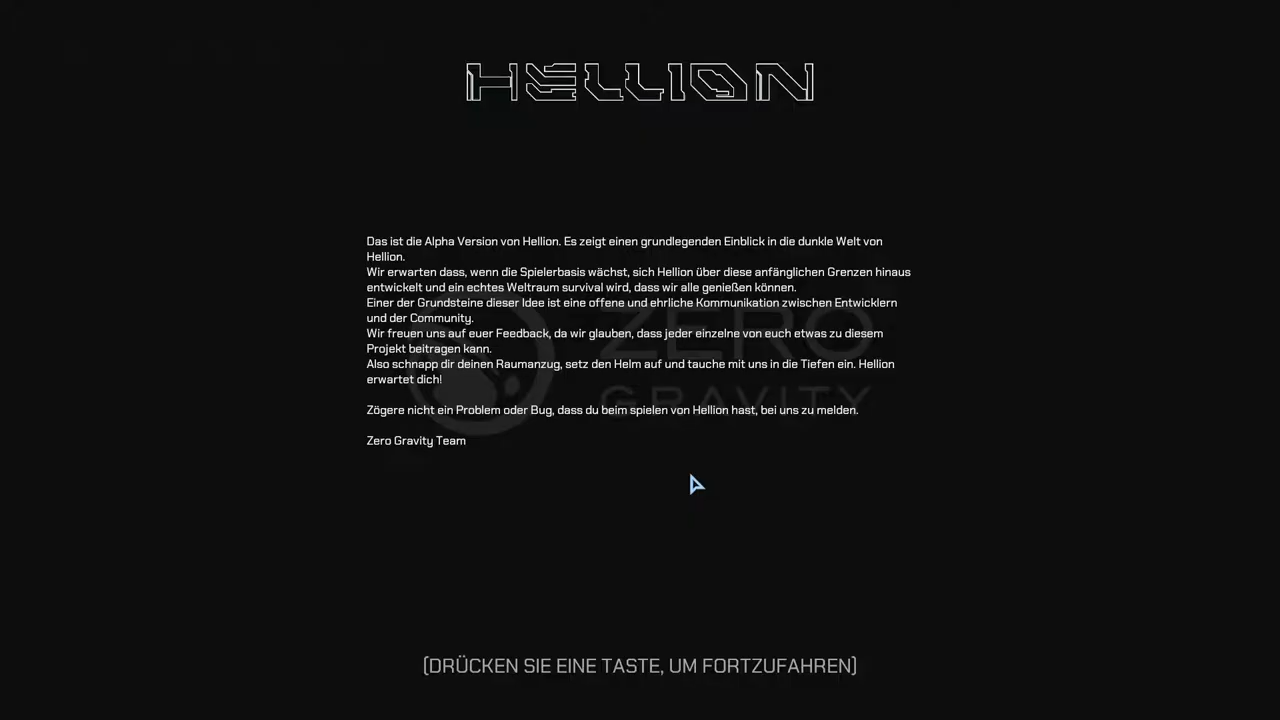 HELLION
Das ist die Alpha Version von Hellion. Es zeigt einen grundlegenden Einblick in die dunkle Welt von
Hellion.
Wir erwarten dass, wenn die Spielerbasis wächst, sich Hellion über diese anfänglichen Grenzen hinaus
entwickelt und ein echtes Weltraum survival wird, dass wir alle genießen können.
Einer der Grundsteine dieser Idee ist eine offene und ehrliche Kommunikation zwischen Entwicklern
und der Community.
Wir freuen uns auf euer Feedback, da wir glauben, dass jeder einzelne von euch etwas zu diesem
Projekt beitragen kann.
Also schnapp dir deinen Raumanzug, setz den Helm auf und tauche mit uns in die Tiefen ein. Hellion
erwartet dich!
Zögere nicht ein Problem oder Bug, dass du beim spielen von Hellion hast, bei uns zu melden.
Zero Gravity Team
ZERO
GRAVITY
(DRÜCKEN SIE EINE TASTE, UM FORTZUFAHREN)